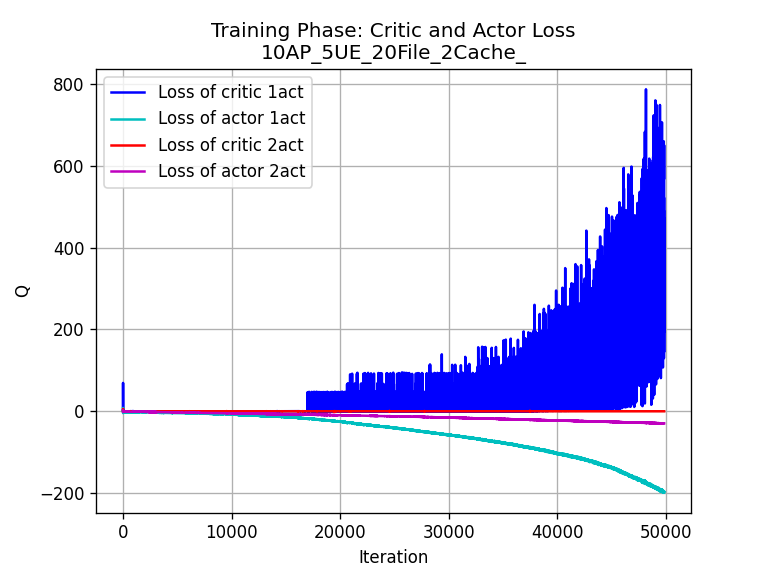 Training Phase: Critic and Actor Loss
10AP_5UE_20File_2Cache_
Loss of critic 1act
Loss of actor 1act
Loss of critic 2act
Loss of actor 2act
800
600
400
200
0
−200
Q
0 10000 20000 30000 40000 50000
Iteration